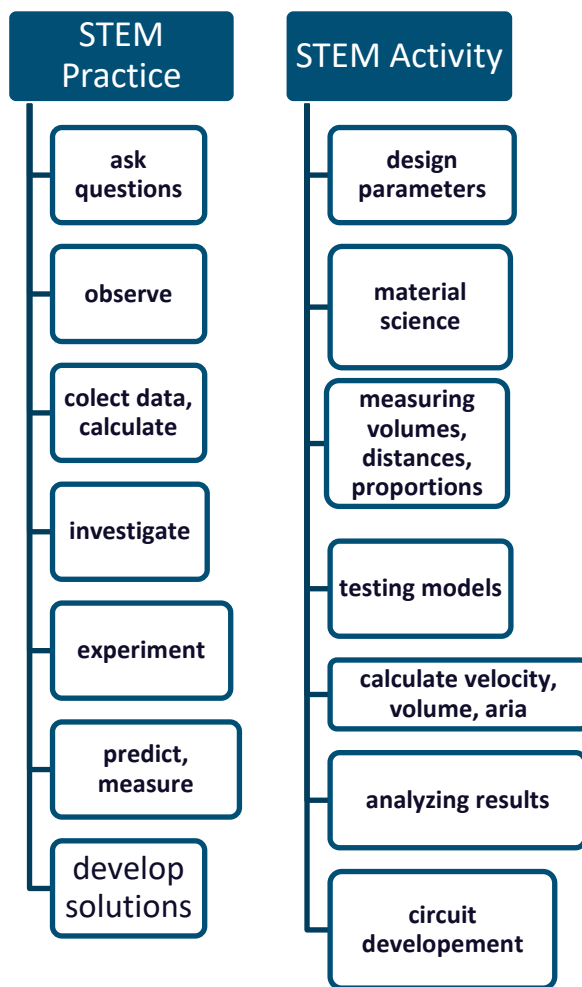 STEM
Practice
ask
questions
observe
colect data,
calculate
investigate
experiment
predict,
measure
develop
solutions
STEM Activity
design
parameters
material
science
measuring
volumes,
distances,
proportions
testing models
calculate velocity,
volume, aria
analyzing results
circuit
developement